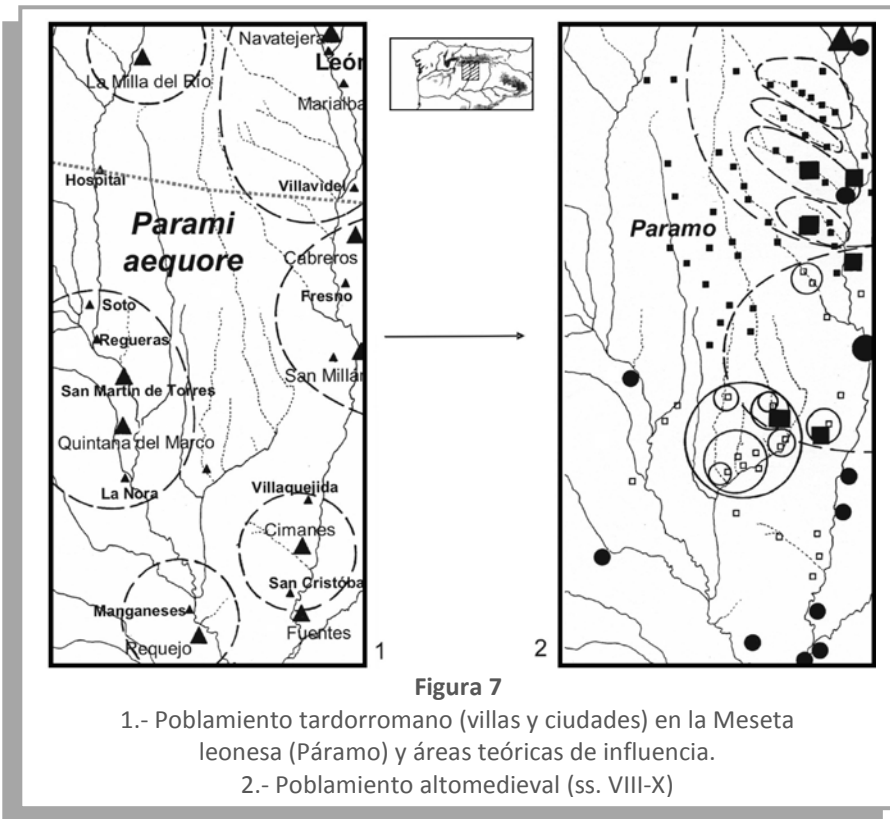 Navatejera
León
La Milla del Río
Marialba
Hospital
Villavidel
Parami
aequore
Cabreros
Fresno
Soto
Regueras
San Millán
San Martín de Torres
Quintana del Marco
La Nora
Villaquejida
Cimanes
San Cristóba
Manganeses
Requejo
Fuentes
1
Paramo
2
Figura 7
1.- Poblamiento tardorromano (villas y ciudades) en la Meseta
leonesa (Páramo) y áreas teóricas de influencia.
2.- Poblamiento altomedieval (ss. VIII-X)